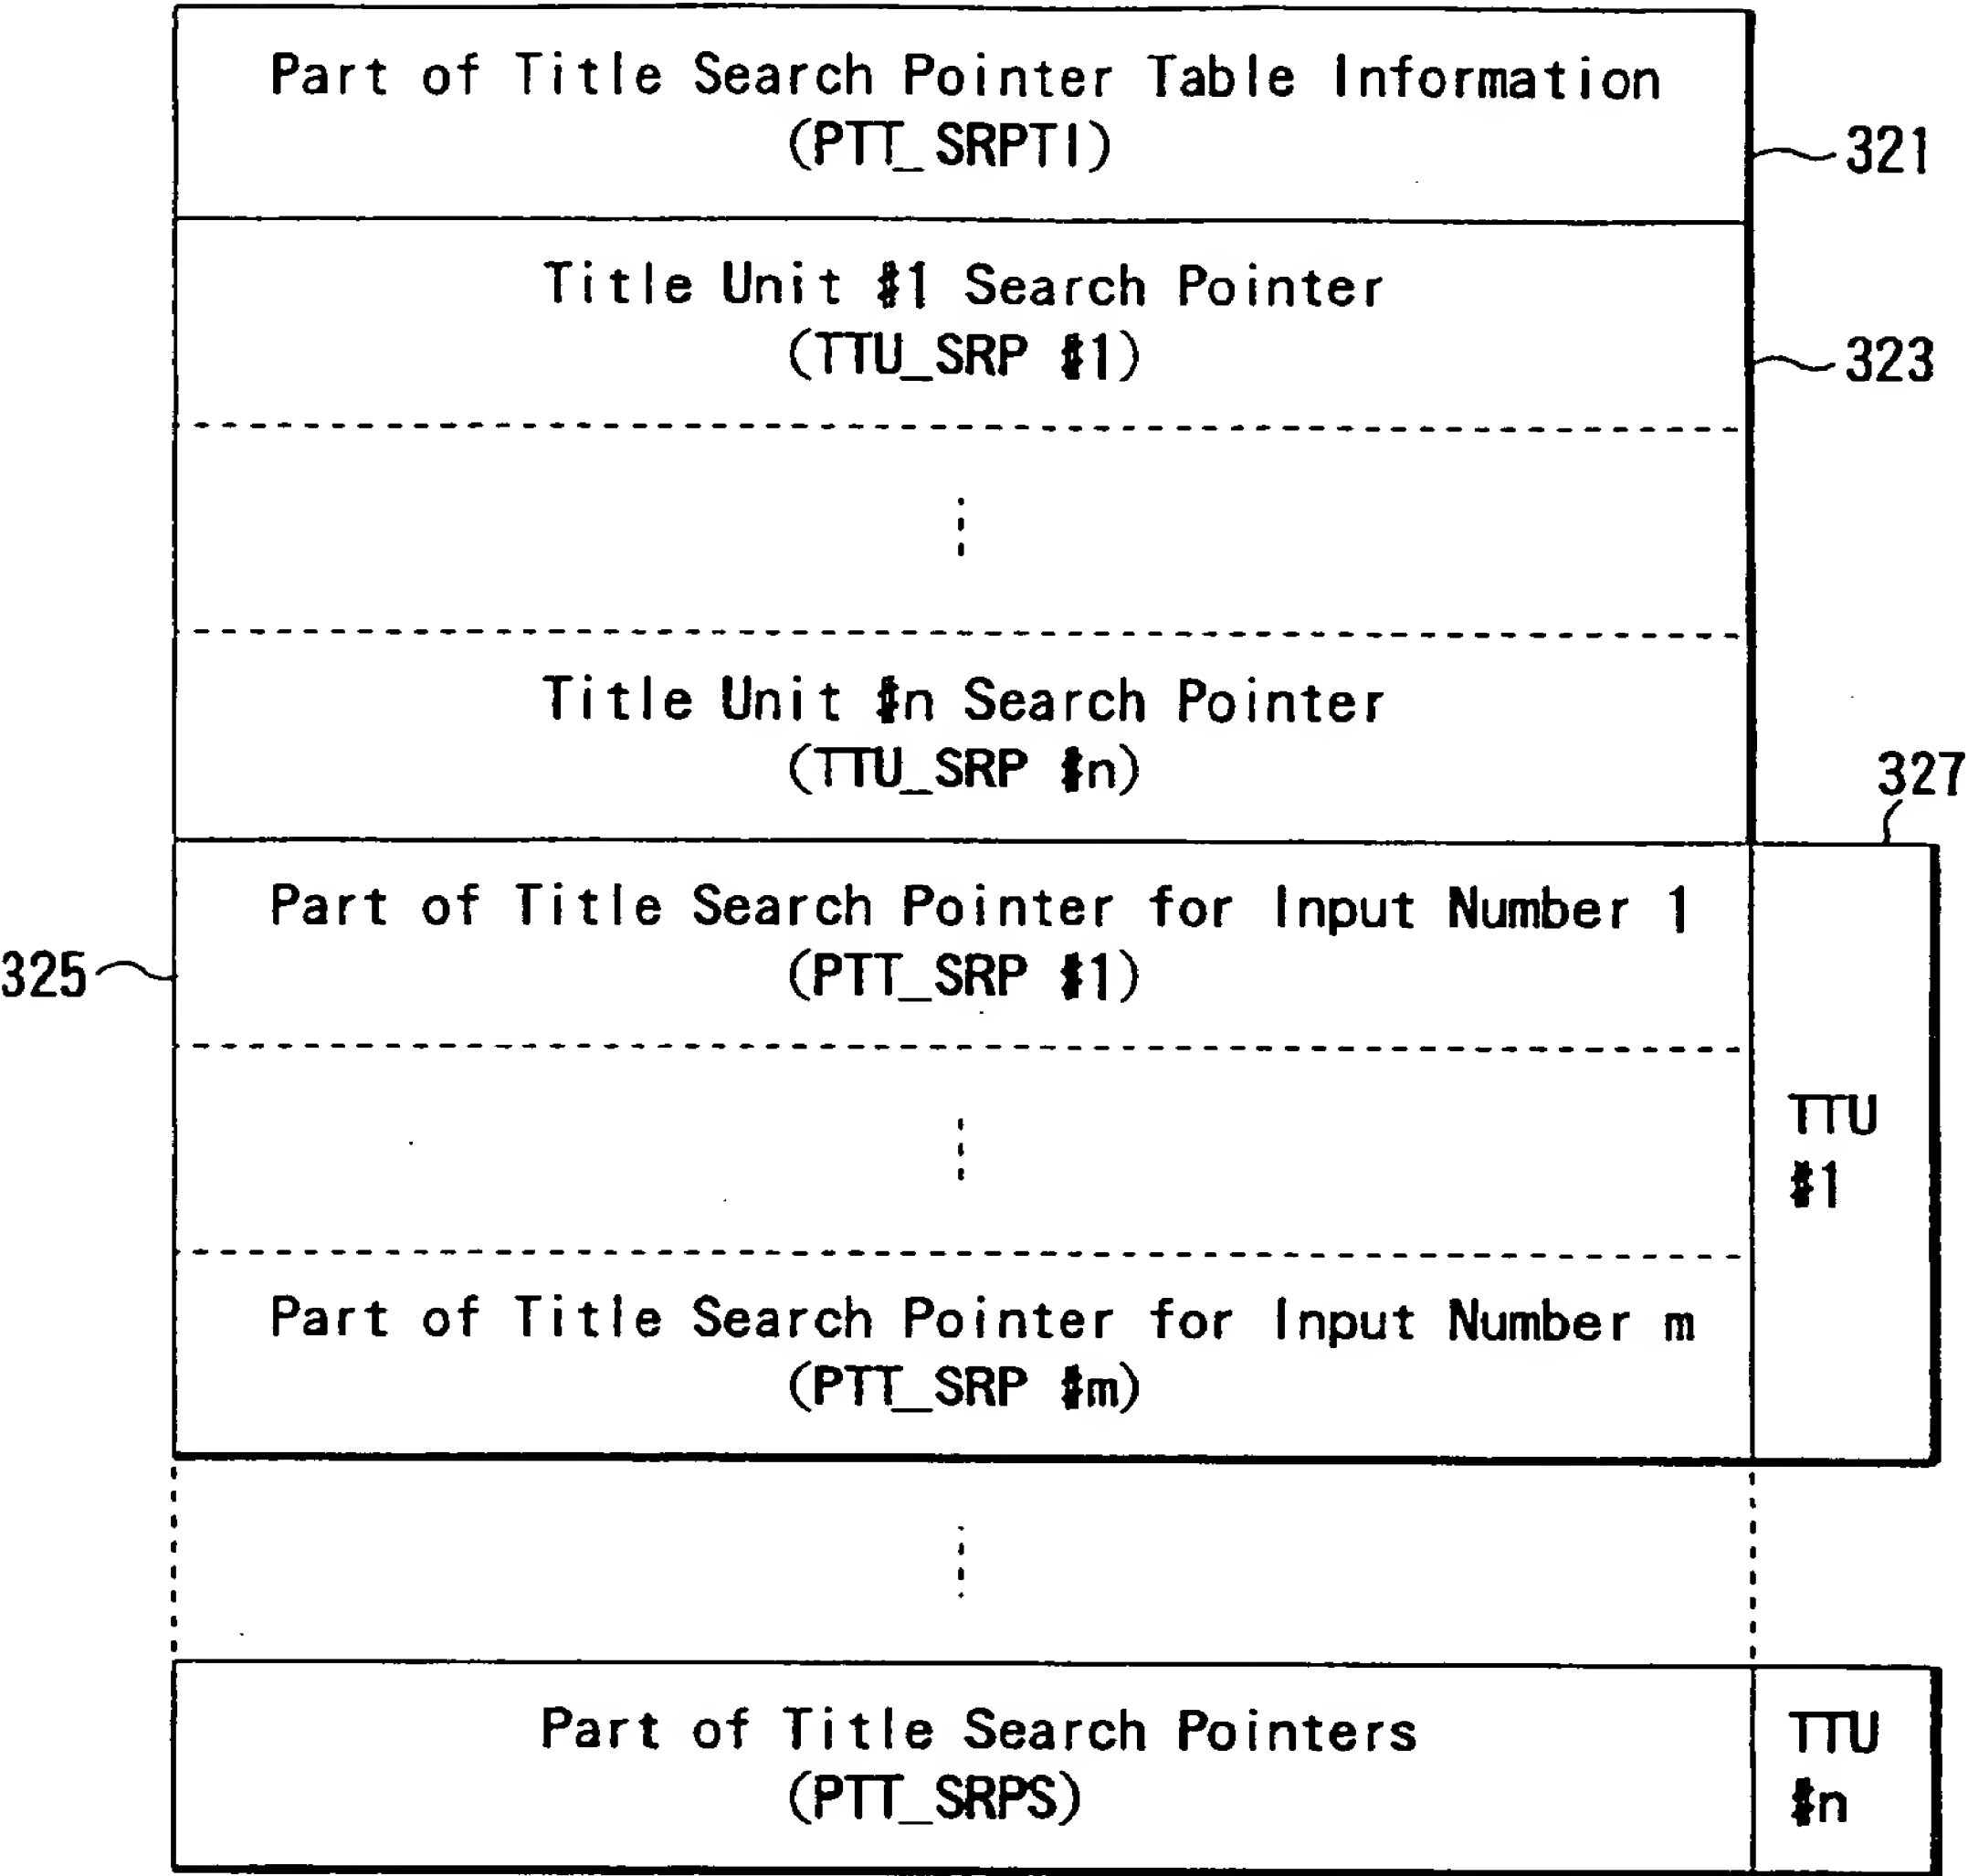 Part of Title Search Pointer Table Information
(PTT_SRPTI)
321
Title Unit #1 Search Pointer
(TTU_SRP #1)
323
Title Unit #n Search Pointer
(TTU_SRP #n)
327
Part of Title Search Pointer for Input Number 1
(PTT_SRP #1)
325
TTU
#1
Part of Title Search Pointer for Input Number m
(PTT_SRP #m)
Part of Title Search Pointers
(PTT_SRPS)
TTU
#n